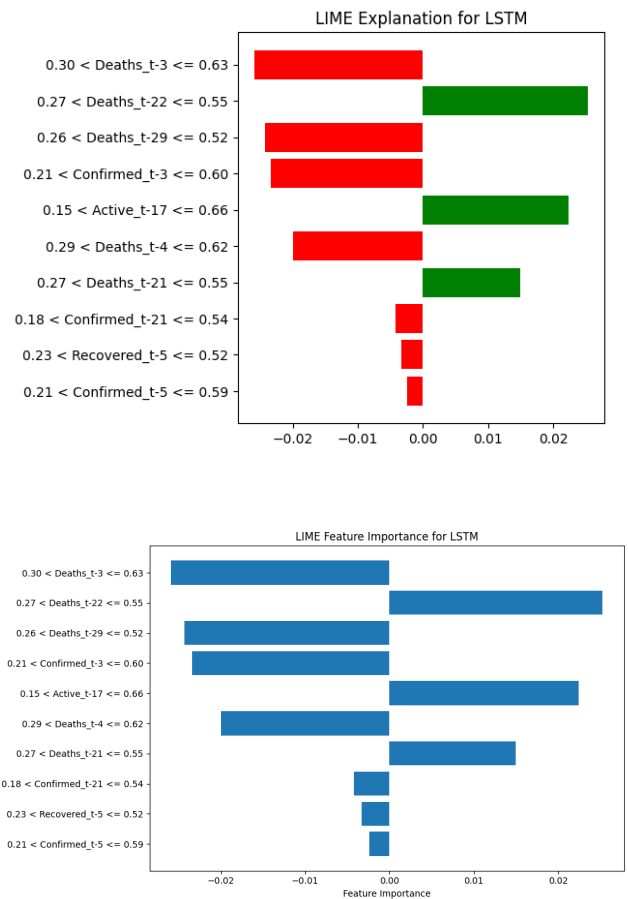 LIME Explanation for LSTM
0.30 < Deaths_t-3 <= 0.63
0.27 < Deaths_t-22 <= 0.55
0.26 < Deaths_t-29 <= 0.52
0.21 < Confirmed_t-3 <= 0.60
0.15 < Active_t-17 <= 0.66
0.29 < Deaths_t-4 <= 0.62
0.27 < Deaths_t-21 <= 0.55
0.18 < Confirmed_t-21 <= 0.54
0.23 < Recovered_t-5 <= 0.52
0.21 < Confirmed_t-5 <= 0.59
−0.02 −0.01 0.00 0.01 0.02
LIME Feature Importance for LSTM
0.30 < Deaths_t-3 <= 0.63
0.27 < Deaths_t-22 <= 0.55
0.26 < Deaths_t-29 <= 0.52
0.21 < Confirmed_t-3 <= 0.60
0.15 < Active_t-17 <= 0.66
0.29 < Deaths_t-4 <= 0.62
0.27 < Deaths_t-21 <= 0.55
0.18 < Confirmed_t-21 <= 0.54
0.23 < Recovered_t-5 <= 0.52
0.21 < Confirmed_t-5 <= 0.59
−0.02 −0.01 0.00 0.01 0.02
Feature Importance